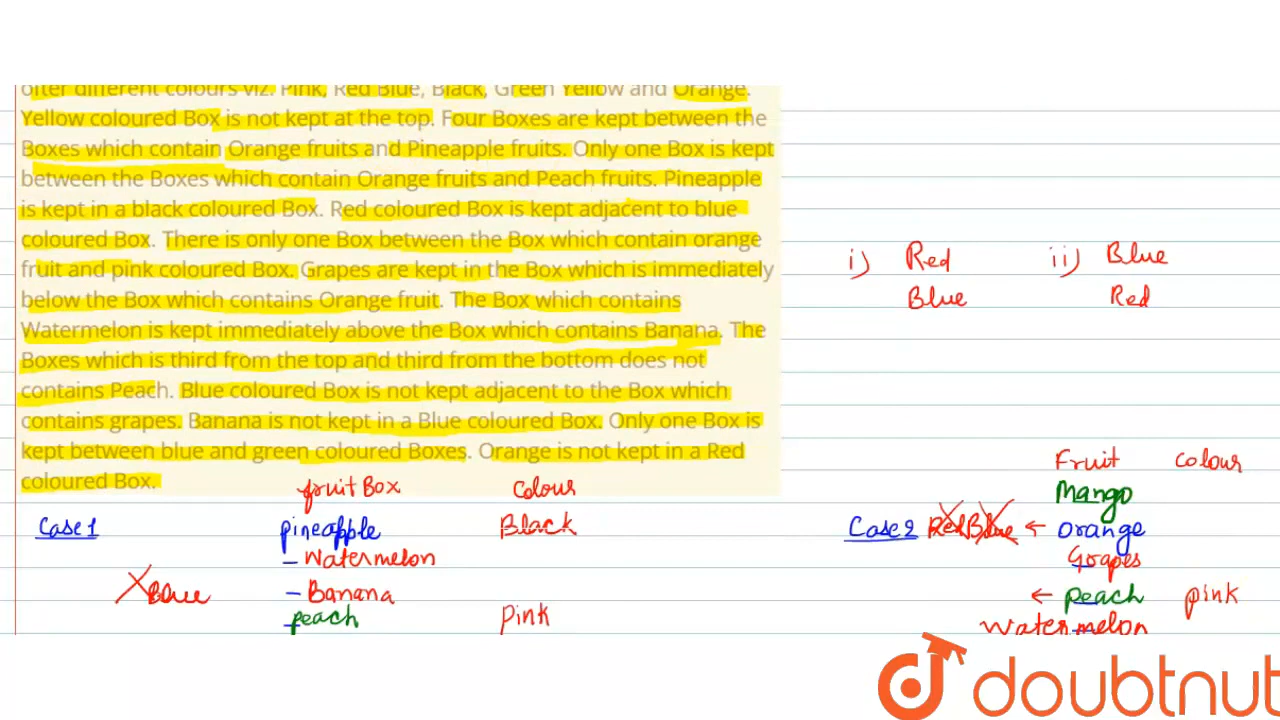 ofter different colours viz. Pink, Red Blue, Black, Green Yellow and Orange.
Yellow coloured Box is not kept at the top. Four Boxes are kept between the
Boxes which contain Orange fruits and Pineapple fruits. Only one Box is kept
between the Boxes which contain Orange fruits and Peach fruits. Pineapple
is kept in a black coloured Box. Red coloured Box is kept adjacent to blue
coloured Box. There is only one Box between the Box which contain orange
fruit and pink coloured Box. Grapes are kept in the Box which is immediately
below the Box which contains Orange fruit. The Box which contains
Watermelon is kept immediately above the Box which contains Banana. The
Boxes which is third from the top and third from the bottom does not
contains Peach. Blue coloured Box is not kept adjacent to the Box which
contains grapes. Banana is not kept in a Blue coloured Box. Only one Box is
kept between blue and green coloured Boxes. Orange is not kept in a Red
coloured Box.
i) Red ii) Blue
Blue Red
fruit Box Colour
Case 1 pineapple Black
Watermelon
Blue Banana
peach Pink
Fruit Colour
Mango
Case 2 Red Blue ← orange
Grapes
← peach pink
Watermelon
doubtnut